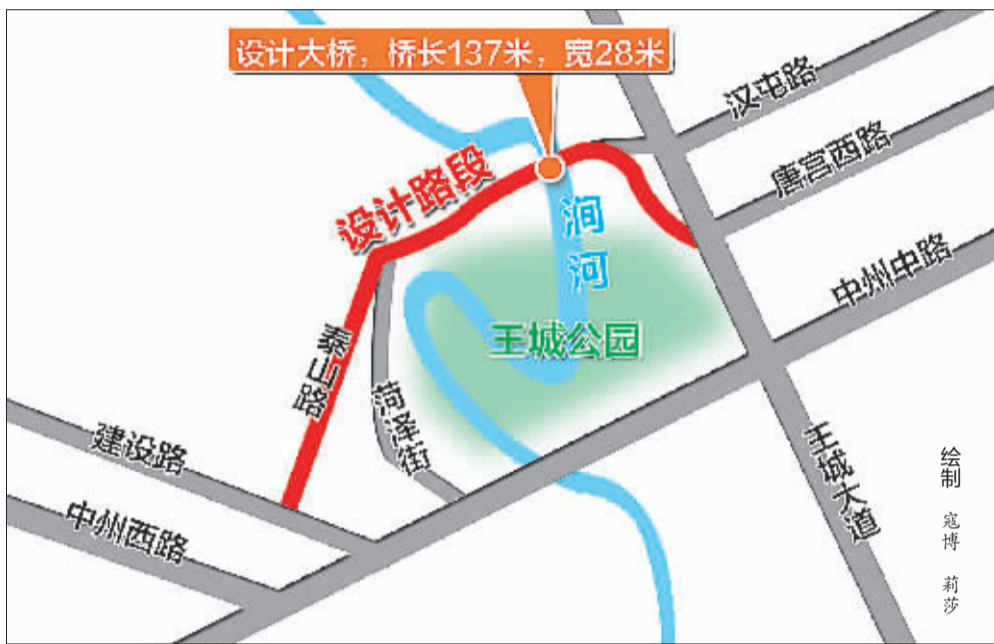 设计大桥，桥长137米，宽28米
汉屯路
唐宫西路
设计路段
涧河
中州中路
王城公园
泰山路
菏泽街
建设路
中州西路
王城大道
绘制 寇博 莉莎